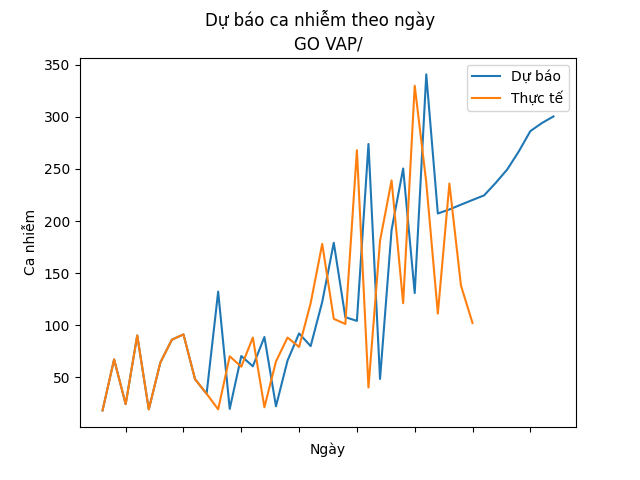 Dự báo ca nhiễm theo ngày
GO VAP/
Dự báo
Thực tế
350
300
250
200
150
100
50
Ca nhiễm
Ngày